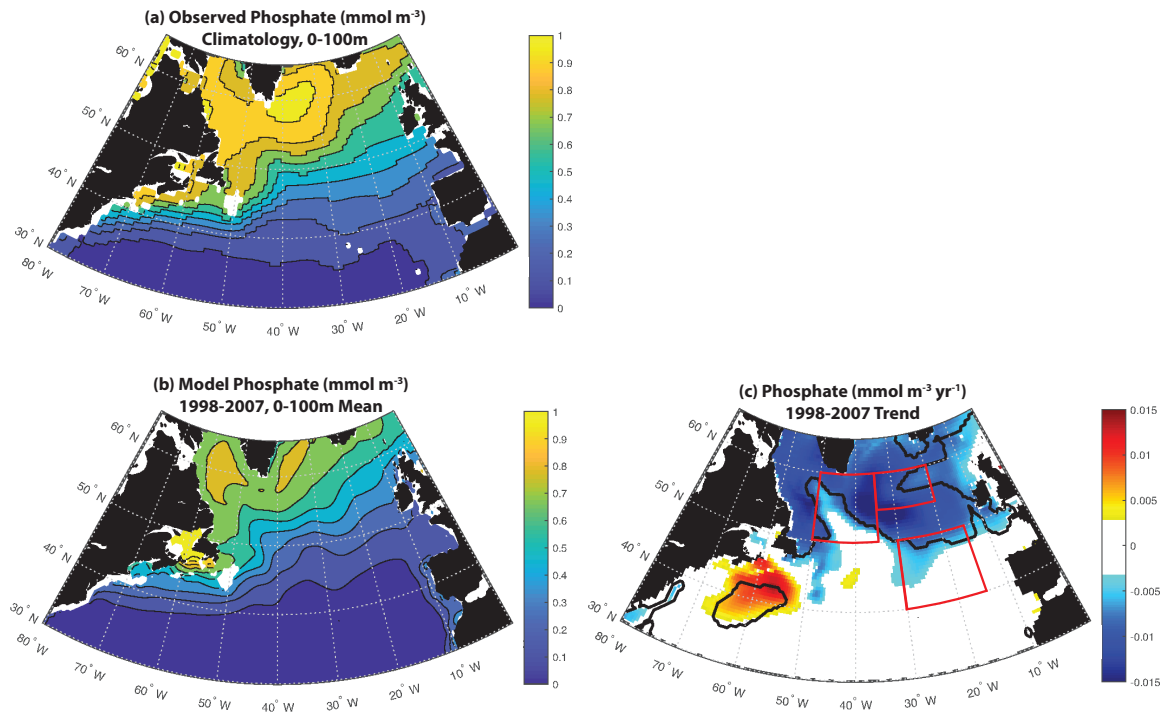 (a) Observed Phosphate (mmol m⁻³)
Climatology, 0-100m
60° N
50° N
40° N
30° N
80° W
70° W
60° W
50° W
40° W
30° W
20° W
10° W
1
0.9
0.8
0.7
0.6
0.5
0.4
0.3
0.2
0.1
0
(b) Model Phosphate (mmol m⁻³)
1998-2007, 0-100m Mean
60° N
50° N
40° N
30° N
80° W
70° W
60° W
50° W
40° W
30° W
20° W
10° W
1
0.9
0.8
0.7
0.6
0.5
0.4
0.3
0.2
0.1
0
(c) Phosphate (mmol m⁻³ yr⁻¹)
1998-2007 Trend
60° N
50° N
40° N
30° N
80° W
70° W
60° W
50° W
40° W
30° W
20° W
10° W
0.015
0.01
0.005
0
-0.005
-0.01
-0.015